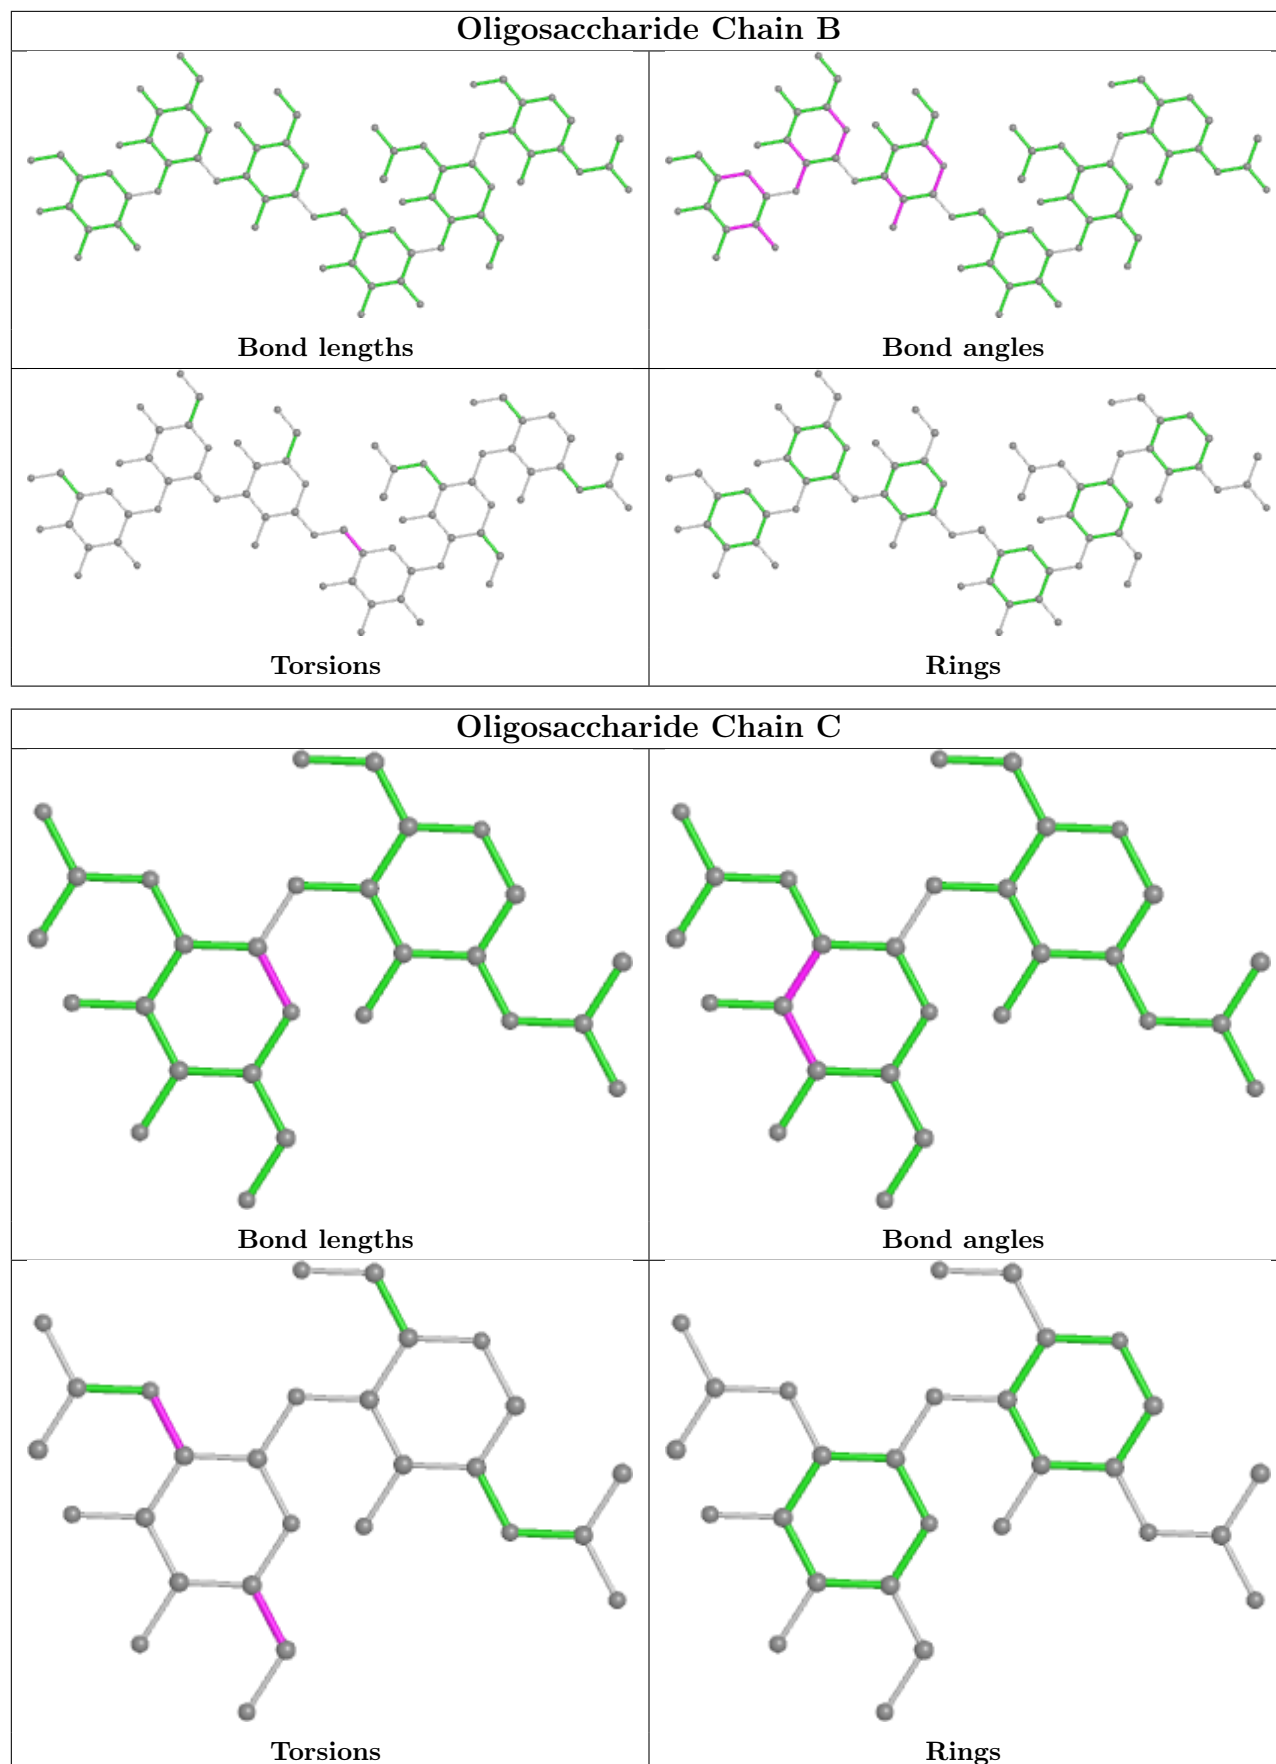 Oligosaccharide Chain B
Bond lengths
Bond angles
Torsions
Rings
Oligosaccharide Chain C
Bond lengths
Bond angles
Torsions
Rings